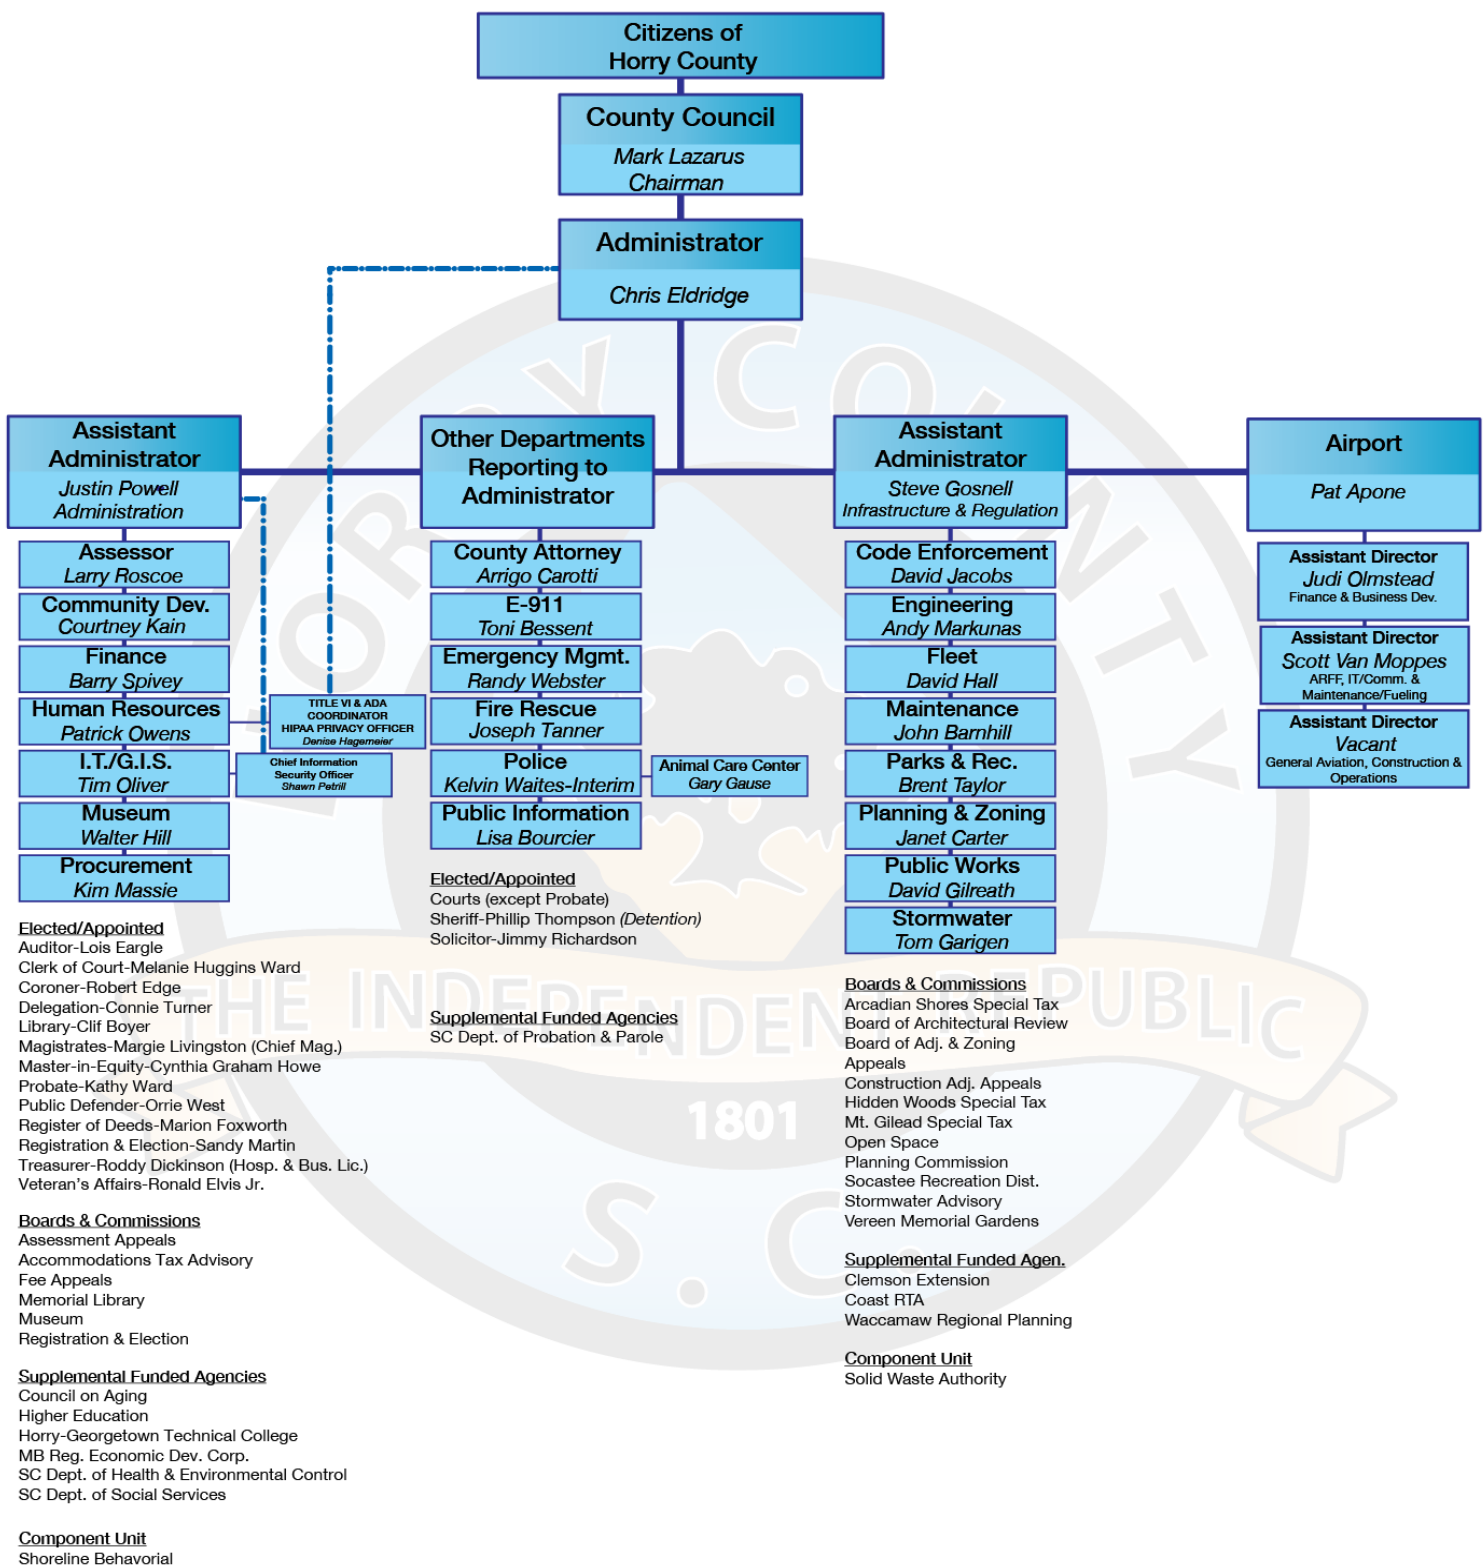 Citizens of
Horry County
County Council
Mark Lazarus
Chairman
Administrator
Chris Eldridge
Assistant
Administrator
Justin Powell
Administration
Assessor
Larry Roscoe
Community Dev.
Courtney Kain
Finance
Barry Spivey
Human Resources
Patrick Owens
TITLE VI & ADA
COORDINATOR
HIPAA PRIVACY OFFICER
Denise Hagemeier
I.T./G.I.S.
Tim Oliver
Chief Information
Security Officer
Shawn Petrill
Museum
Walter Hill
Procurement
Kim Massie
Elected/Appointed
Auditor-Lois Eargle
Clerk of Court-Melanie Huggins Ward
Coroner-Robert Edge
Delegation-Connie Turner
Library-Clif Boyer
Magistrates-Margie Livingston (Chief Mag.)
Master-in-Equity-Cynthia Graham Howe
Probate-Kathy Ward
Public Defender-Orrie West
Register of Deeds-Marion Foxworth
Registration & Election-Sandy Martin
Treasurer-Roddy Dickinson (Hosp. & Bus. Lic.)
Veteran's Affairs-Ronald Elvis Jr.
Boards & Commissions
Assessment Appeals
Accommodations Tax Advisory
Fee Appeals
Memorial Library
Museum
Registration & Election
Supplemental Funded Agencies
Council on Aging
Higher Education
Horry-Georgetown Technical College
MB Reg. Economic Dev. Corp.
SC Dept. of Health & Environmental Control
SC Dept. of Social Services
Component Unit
Shoreline Behavorial
Other Departments
Reporting to
Administrator
County Attorney
Arrigo Carotti
E-911
Toni Bessent
Emergency Mgmt.
Randy Webster
Fire Rescue
Joseph Tanner
Police
Kelvin Waites-Interim
Animal Care Center
Gary Gause
Public Information
Lisa Bourcier
Elected/Appointed
Courts (except Probate)
Sheriff-Phillip Thompson (Detention)
Solicitor-Jimmy Richardson
Supplemental Funded Agencies
SC Dept. of Probation & Parole
Assistant
Administrator
Steve Gosnell
Infrastructure & Regulation
Code Enforcement
David Jacobs
Engineering
Andy Markunas
Fleet
David Hall
Maintenance
John Barnhill
Parks & Rec.
Brent Taylor
Planning & Zoning
Janet Carter
Public Works
David Gilreath
Stormwater
Tom Garigen
Boards & Commissions
Arcadian Shores Special Tax
Board of Architectural Review
Board of Adj. & Zoning
Appeals
Construction Adj. Appeals
Hidden Woods Special Tax
Mt. Gilead Special Tax
Open Space
Planning Commission
Socastee Recreation Dist.
Stormwater Advisory
Vereen Memorial Gardens
Supplemental Funded Agen.
Clemson Extension
Coast RTA
Waccamaw Regional Planning
Component Unit
Solid Waste Authority
Airport
Pat Apone
Assistant Director
Judi Olmstead
Finance & Business Dev.
Assistant Director
Scott Van Moppes
ARFF, IT/Comm. &
Maintenance/Fueling
Assistant Director
Vacant
General Aviation, Construction &
Operations
HORRY COUNTY
THE INDEPENDENT REPUBLIC
1801
S. C.